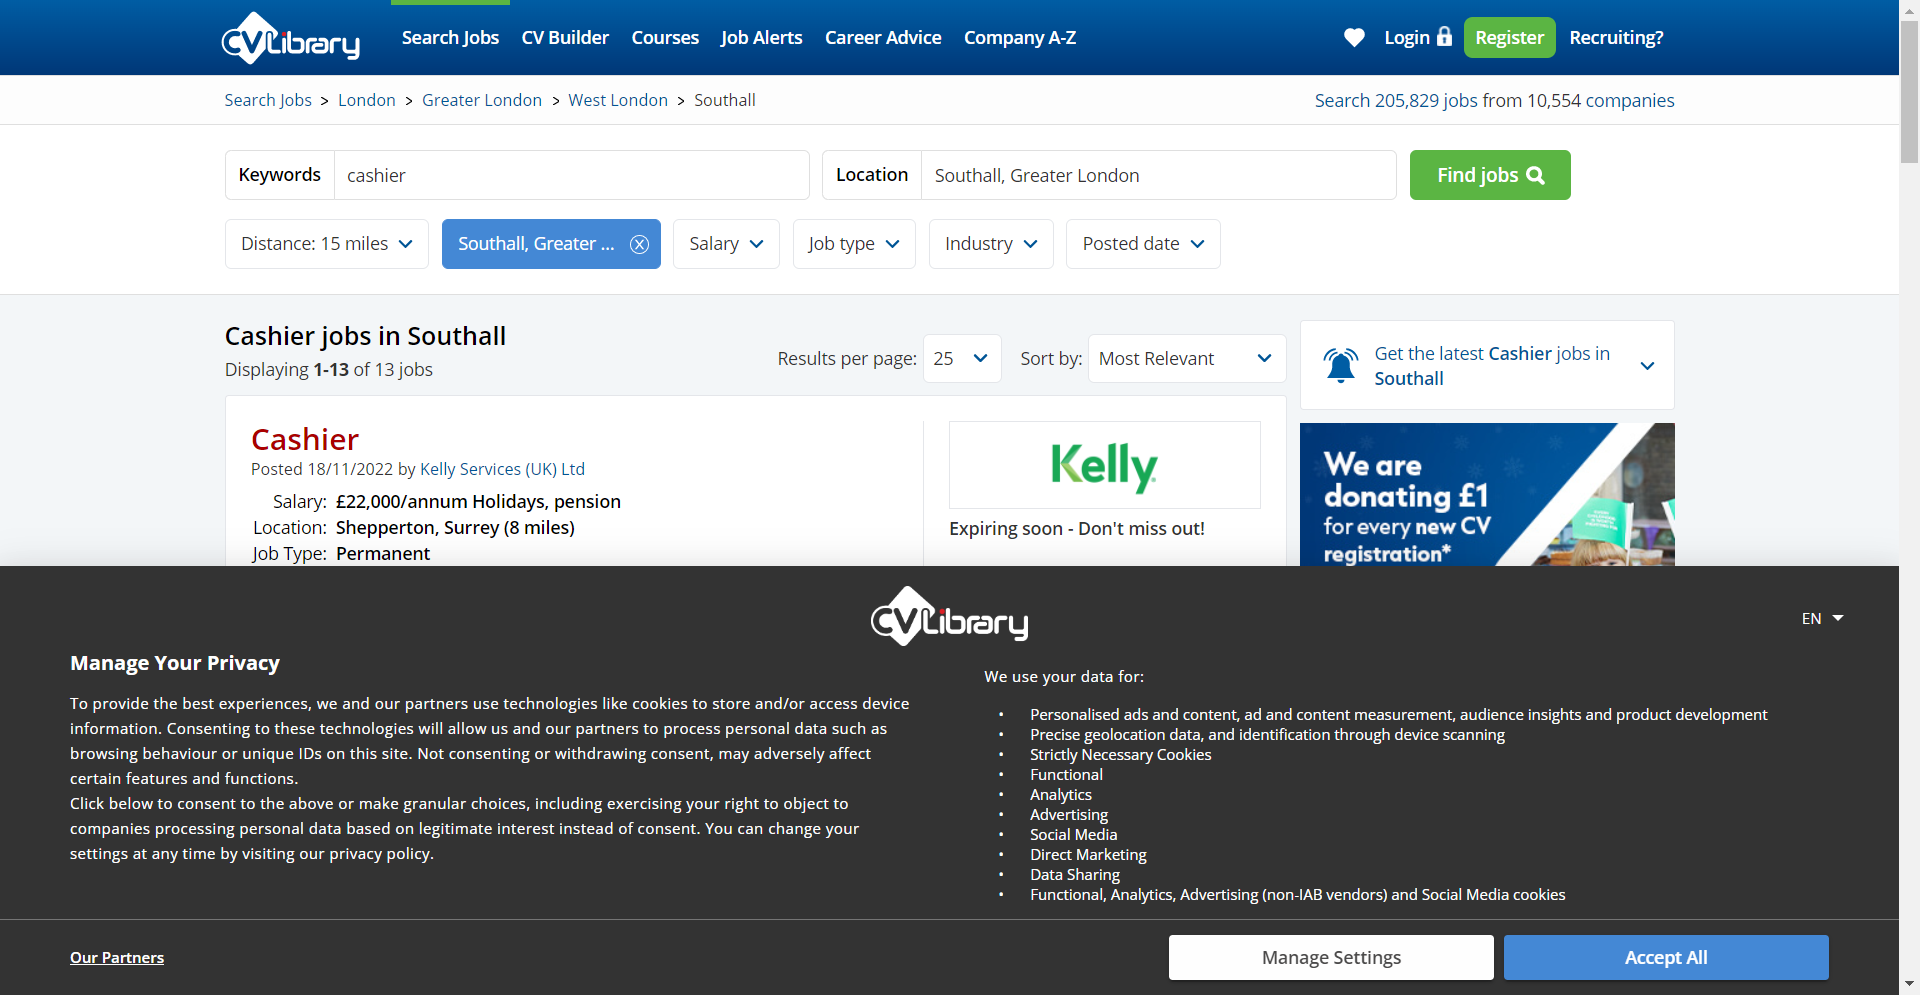 CVLibrary
Search Jobs CV Builder Courses Job Alerts Career Advice Company A-Z Login Register Recruiting?
Search Jobs > London > Greater London > West London > Southall
Search 205,829 jobs from 10,554 companies
Keywords cashier Location Southall, Greater London Find jobs
Distance: 15 miles Southall, Greater ... Salary Job type Industry Posted date
Cashier jobs in Southall
Displaying 1-13 of 13 jobs
Results per page: 25 Sort by: Most Relevant
Get the latest Cashier jobs in
Southall
Cashier
Posted 18/11/2022 by Kelly Services (UK) Ltd
Salary: £22,000/annum Holidays, pension
Location: Shepperton, Surrey (8 miles)
Job Type: Permanent
Kelly
Expiring soon - Don't miss out!
We are
donating £1
for every new CV
registration*
CVLibrary
EN
Manage Your Privacy
To provide the best experiences, we and our partners use technologies like cookies to store and/or access device
information. Consenting to these technologies will allow us and our partners to process personal data such as
browsing behaviour or unique IDs on this site. Not consenting or withdrawing consent, may adversely affect
certain features and functions.
Click below to consent to the above or make granular choices, including exercising your right to object to
companies processing personal data based on legitimate interest instead of consent. You can change your
settings at any time by visiting our privacy policy.
We use your data for:
• Personalised ads and content, ad and content measurement, audience insights and product development
• Precise geolocation data, and identification through device scanning
• Strictly Necessary Cookies
• Functional
• Analytics
• Advertising
• Social Media
• Direct Marketing
• Data Sharing
• Functional, Analytics, Advertising (non-IAB vendors) and Social Media cookies
Our Partners
Manage Settings
Accept All